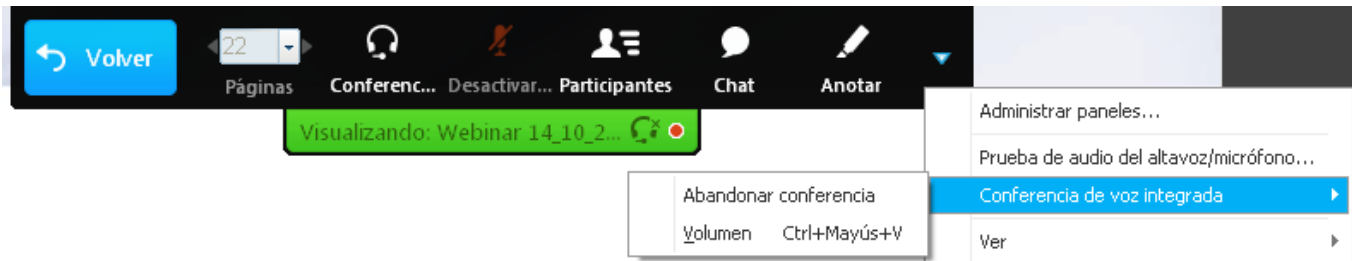 Volver
22
Páginas
Conferenc...
Desactivar...
Participantes
Chat
Anotar
Visualizando: Webinar 14_10_2...
Administrar paneles...
Prueba de audio del altavoz/micrófono...
Conferencia de voz integrada
Ver
Abandonar conferencia
Volumen Ctrl+Mayús+V